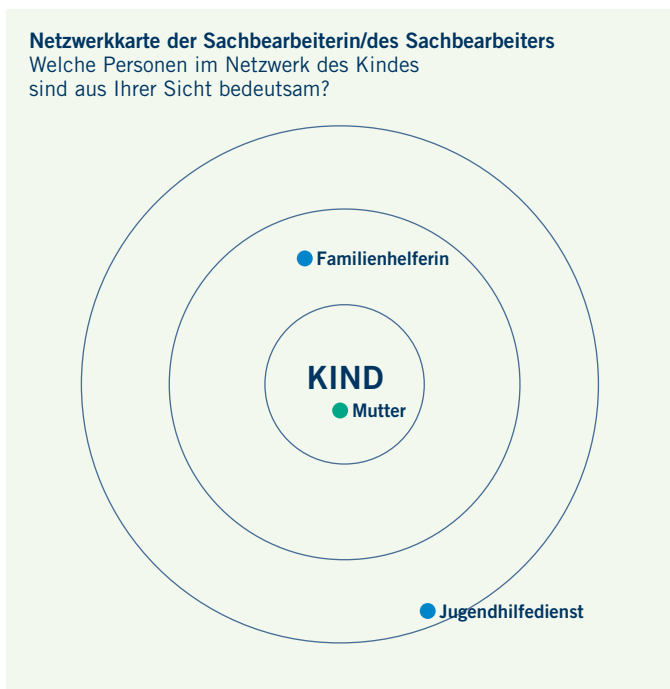 Netzwerkkarte der Sachbearbeiterin/des Sachbearbeiters
Welche Personen im Netzwerk des Kindes
sind aus Ihrer Sicht bedeutsam?
Familienhelferin
KIND
Mutter
Jugendhilfedienst